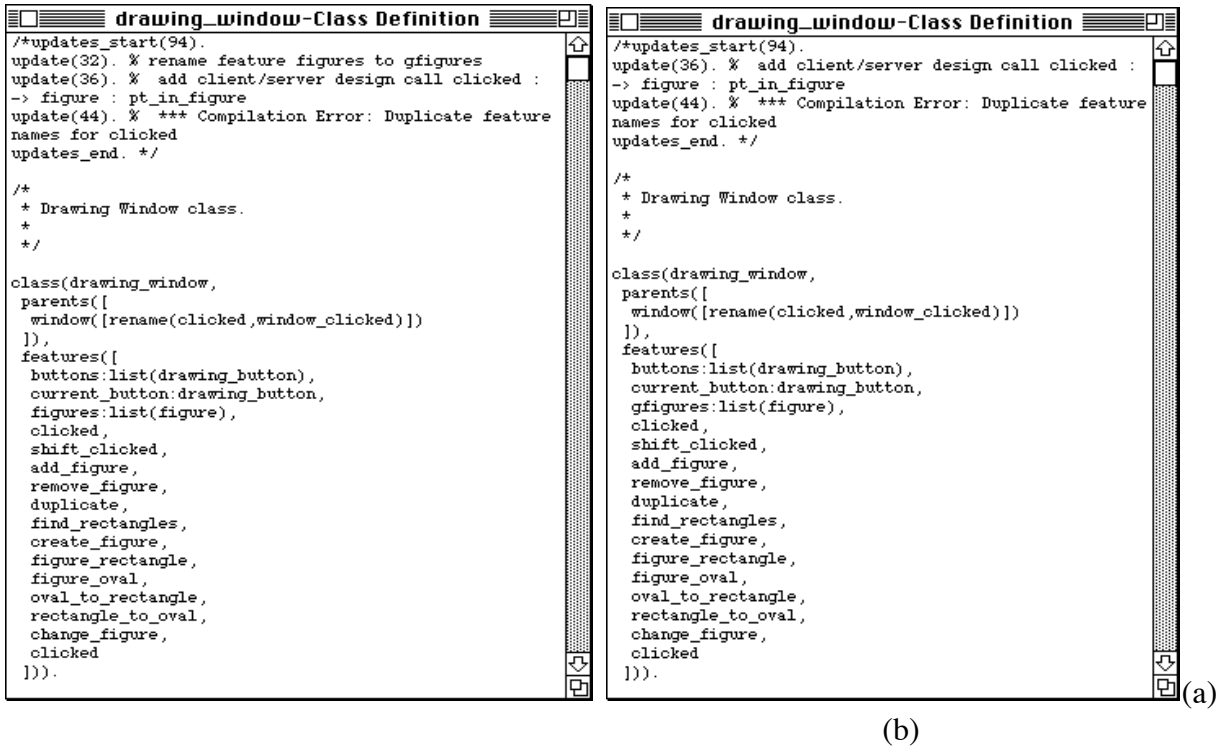 drawing_window-Class Definition
/*updates_start(94).
update(32). % rename feature figures to gfigures
update(36). %  add client/server design call clicked :
-> figure : pt_in_figure
update(44). %  *** Compilation Error: Duplicate feature
names for clicked
updates_end. */
/*
 * Drawing Window class.
 *
 */
class(drawing_window,
 parents([
  window([rename(clicked,window_clicked)])
 ]),
 features([
  buttons:list(drawing_button),
  current_button:drawing_button,
  figures:list(figure),
  clicked,
  shift_clicked,
  add_figure,
  remove_figure,
  duplicate,
  find_rectangles,
  create_figure,
  figure_rectangle,
  figure_oval,
  oval_to_rectangle,
  rectangle_to_oval,
  change_figure,
  clicked
 ])).
drawing_window-Class Definition
/*updates_start(94).
update(36). %  add client/server design call clicked :
-> figure : pt_in_figure
update(44). %  *** Compilation Error: Duplicate feature
names for clicked
updates_end. */
/*
 * Drawing Window class.
 *
 */
class(drawing_window,
 parents([
  window([rename(clicked,window_clicked)])
 ]),
 features([
  buttons:list(drawing_button),
  current_button:drawing_button,
  gfigures:list(figure),
  clicked,
  shift_clicked,
  add_figure,
  remove_figure,
  duplicate,
  find_rectangles,
  create_figure,
  figure_rectangle,
  figure_oval,
  oval_to_rectangle,
  rectangle_to_oval,
  change_figure,
  clicked
 ])).
(a)
(b)